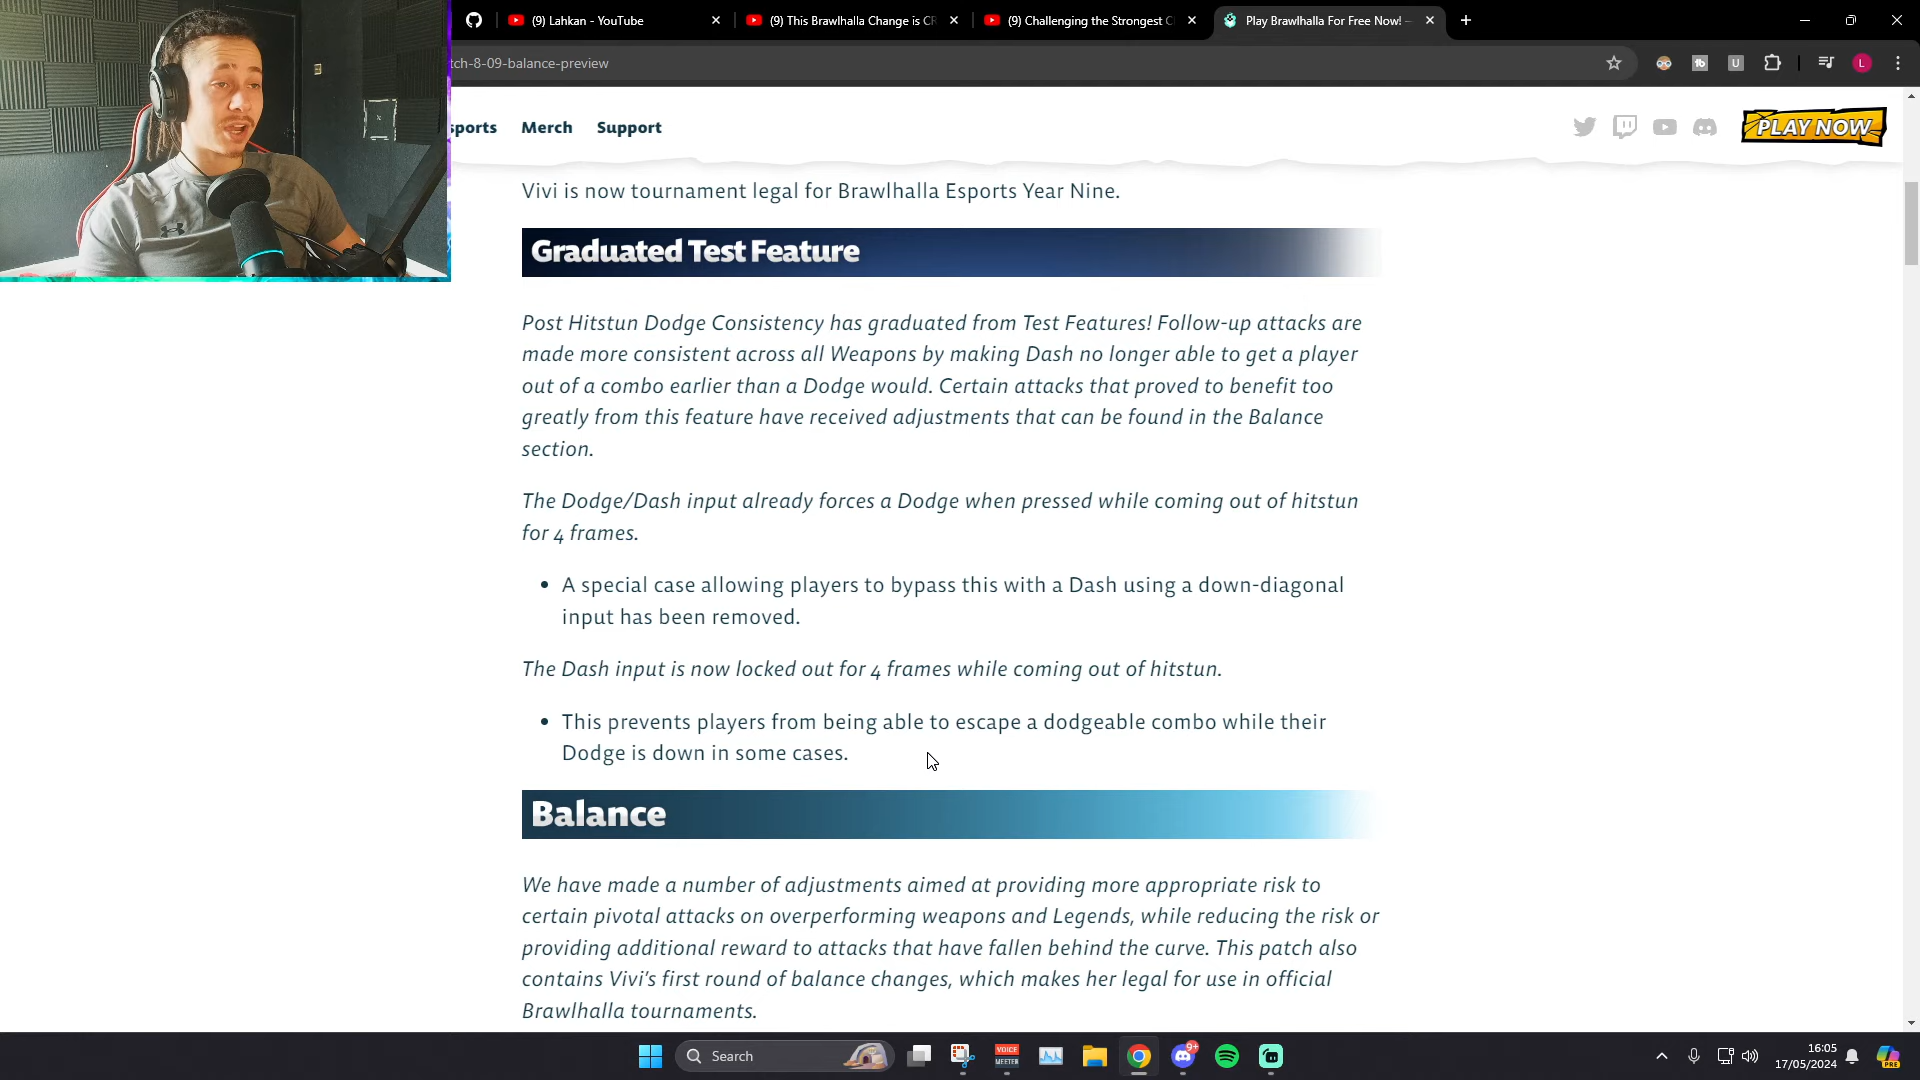 (9) Lahkan - YouTube
(9) This Brawlhalla Change is CR
(9) Challenging the Strongest C
Play Brawlhalla For Free Now! –
tch-8-09-balance-preview
L
sports Merch Support
PLAY NOW
Vivi is now tournament legal for Brawlhalla Esports Year Nine.
Graduated Test Feature
Post Hitstun Dodge Consistency has graduated from Test Features! Follow-up attacks are
made more consistent across all Weapons by making Dash no longer able to get a player
out of a combo earlier than a Dodge would. Certain attacks that proved to benefit too
greatly from this feature have received adjustments that can be found in the Balance
section.
The Dodge/Dash input already forces a Dodge when pressed while coming out of hitstun
for 4 frames.
• A special case allowing players to bypass this with a Dash using a down-diagonal
input has been removed.
The Dash input is now locked out for 4 frames while coming out of hitstun.
• This prevents players from being able to escape a dodgeable combo while their
Dodge is down in some cases.
Balance
We have made a number of adjustments aimed at providing more appropriate risk to
certain pivotal attacks on overperforming weapons and Legends, while reducing the risk or
providing additional reward to attacks that have fallen behind the curve. This patch also
contains Vivi's first round of balance changes, which makes her legal for use in official
Brawlhalla tournaments.
Search
VOICE
MEETER
9+
16:05
17/05/2024
PRE